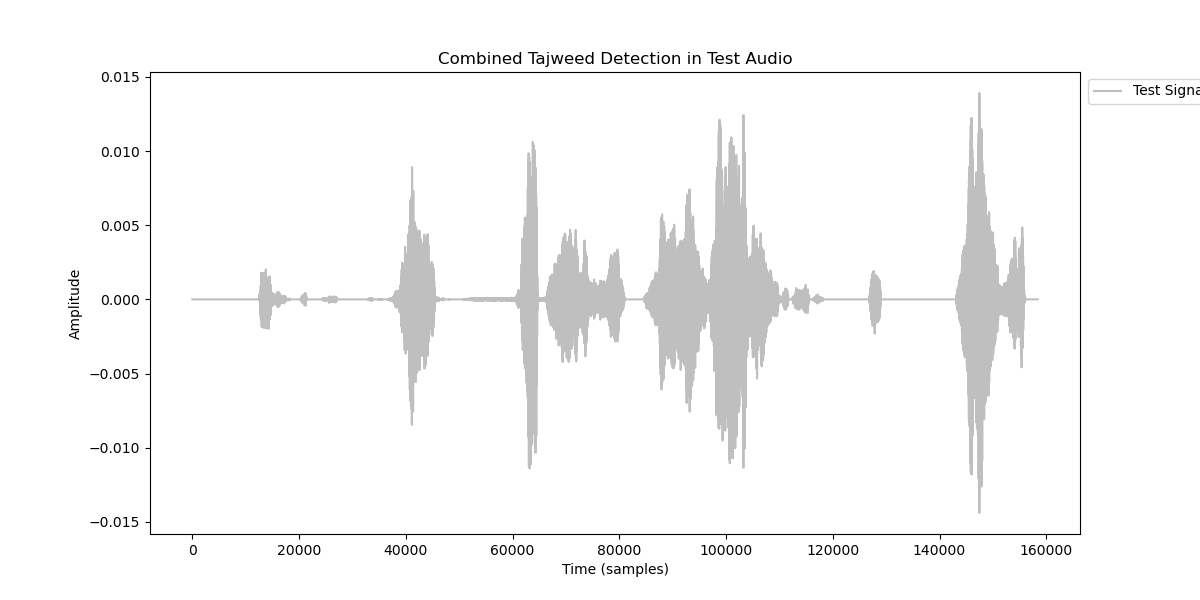 Combined Tajweed Detection in Test Audio
Test Signa
0.015
0.010
0.005
0.000
−0.005
−0.010
−0.015
Amplitude
0 20000 40000 60000 80000 100000 120000 140000 160000
Time (samples)